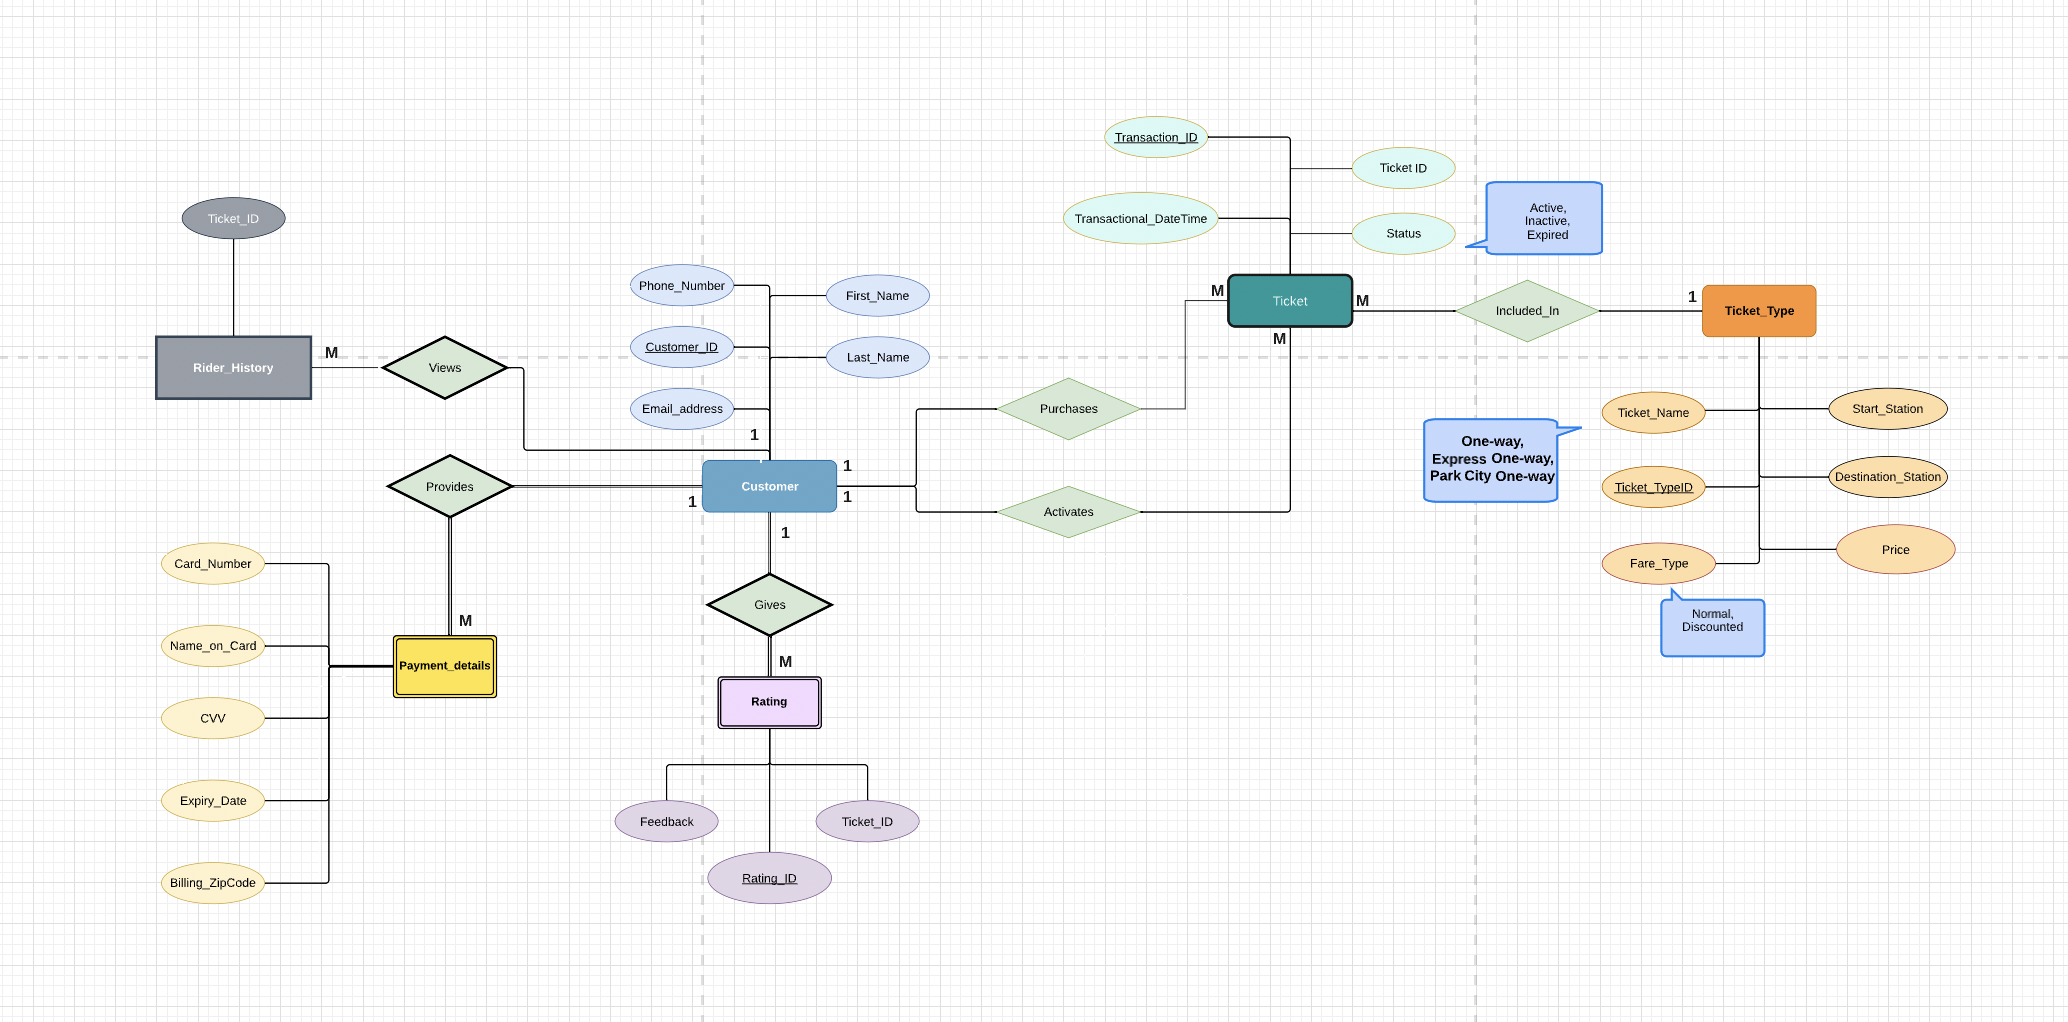 Transaction_ID
Ticket ID
Transactional_DateTime
Status
Active,
Inactive,
Expired
Ticket_ID
Phone_Number
First_Name
Customer_ID
Last_Name
Email_address
Ticket
M
M
M
Included_In
1
Ticket_Type
Rider_History
M
Views
1
Purchases
Ticket_Name
Start_Station
One-way,
Express One-way,
Park City One-way
Ticket_TypeID
Destination_Station
Fare_Type
Price
Normal,
Discounted
Provides
1
Customer
1
1
Activates
1
Gives
M
Rating
Feedback
Ticket_ID
Rating_ID
M
Payment_details
Card_Number
Name_on_Card
CVV
Expiry_Date
Billing_ZipCode